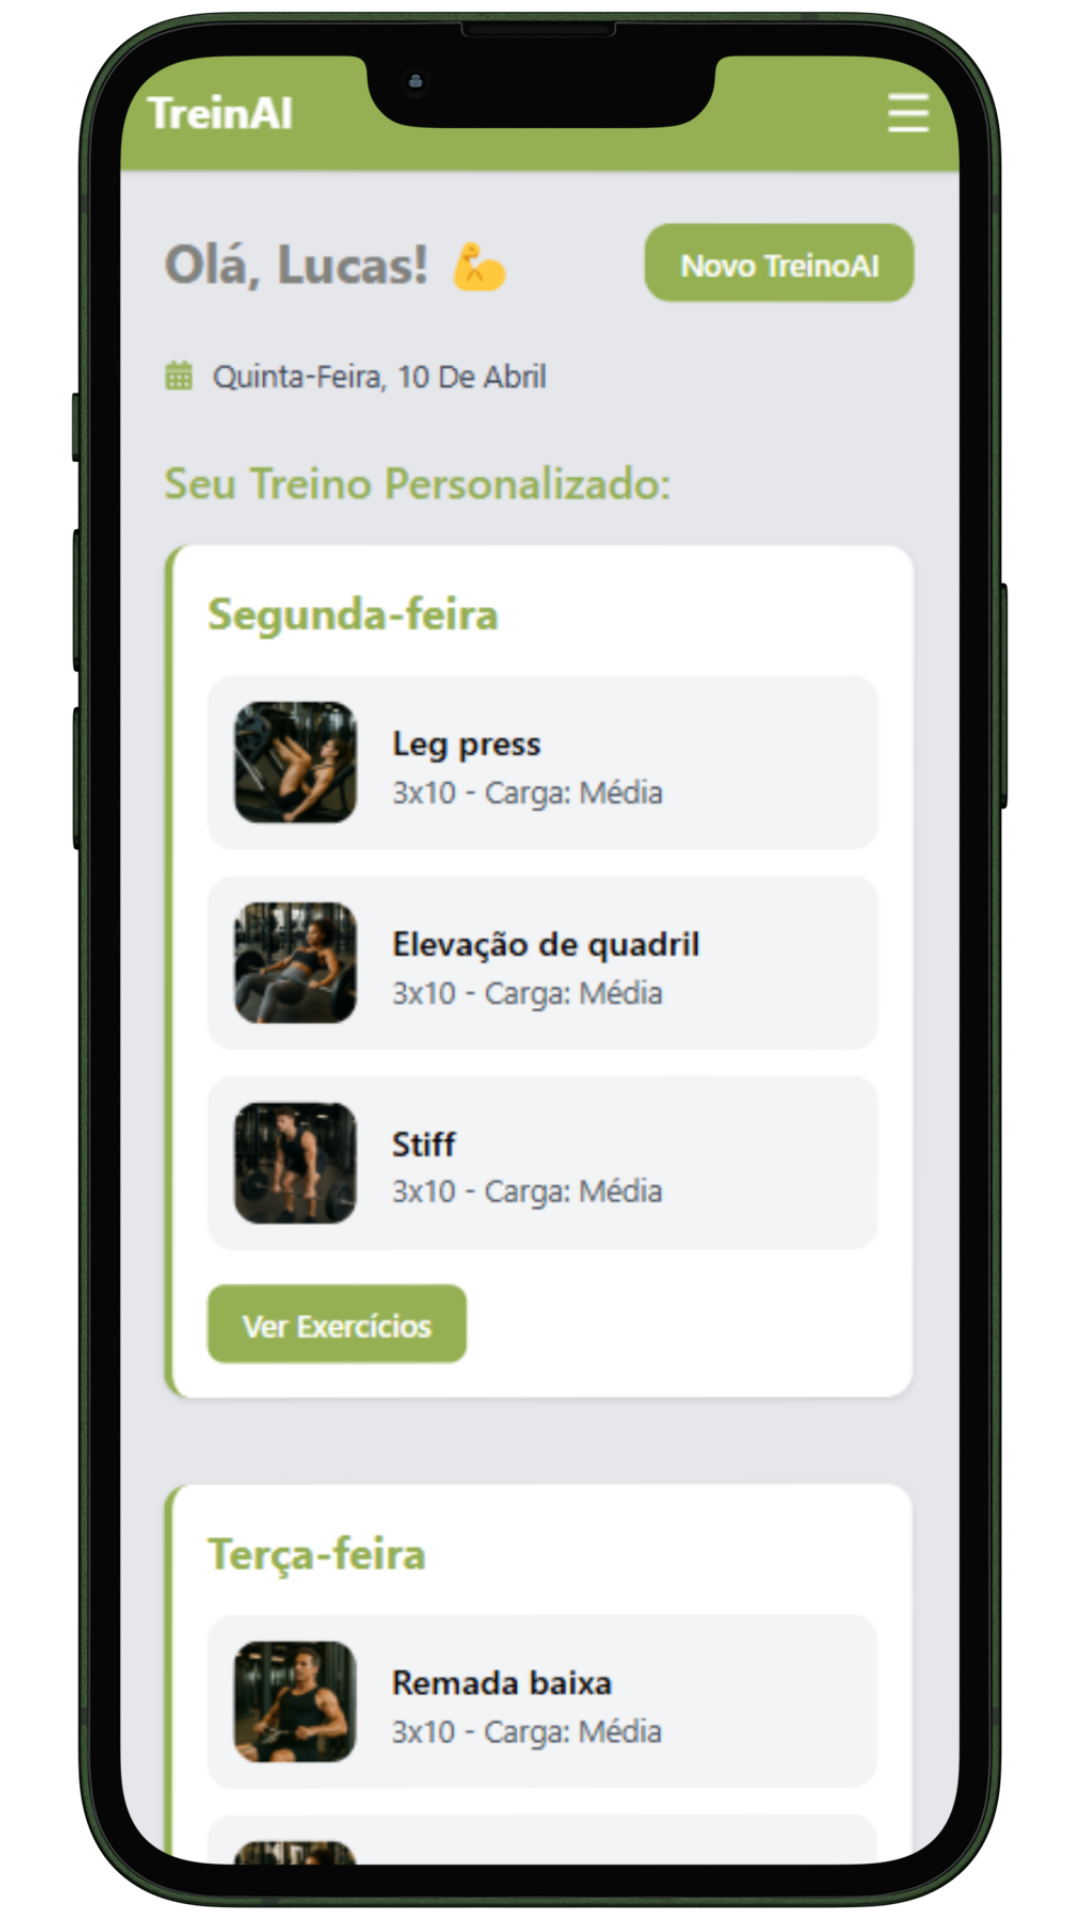 TreinAI
Olá, Lucas! 💪
Novo TreinoAI
Quinta-Feira, 10 De Abril
Seu Treino Personalizado:
Segunda-feira
Leg press
3x10 - Carga: Média
Elevação de quadril
3x10 - Carga: Média
Stiff
3x10 - Carga: Média
Ver Exercícios
Terça-feira
Remada baixa
3x10 - Carga: Média